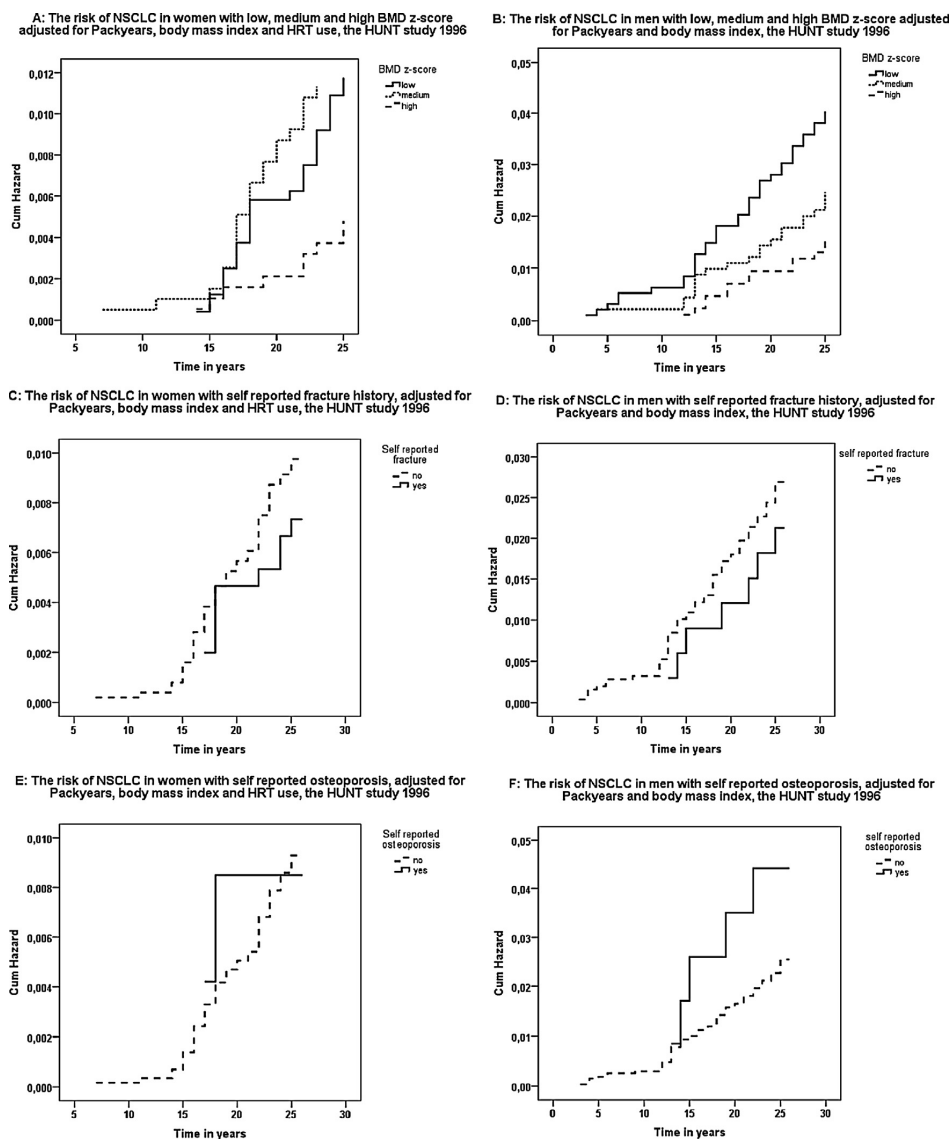 A: The risk of NSCLC in women with low, medium and high BMD z-score
adjusted for Packyears, body mass index and HRT use, the HUNT study 1996
BMD z-score
low
medium
high
Cum Hazard
0,012
0,010
0,008
0,006
0,004
0,002
0,000
5 10 15 20 25
Time in years
B: The risk of NSCLC in men with low, medium and high BMD z-score adjusted
for Packyears and body mass index, the HUNT study 1996
BMD z-score
low
medium
high
Cum Hazard
0,05
0,04
0,03
0,02
0,01
0,00
0 5 10 15 20 25
Time in years
C: The risk of NSCLC in women with self reported fracture history, adjusted for
Packyears, body mass index and HRT use, the HUNT study 1996
Self reported
fracture
no
yes
Cum Hazard
0,010
0,008
0,006
0,004
0,002
0,000
5 10 15 20 25 30
Time in years
D: The risk of NSCLC in men with self reported fracture history, adjusted for
Packyears and body mass index, the HUNT study 1996
self reported fracture
no
yes
Cum Hazard
0,030
0,025
0,020
0,015
0,010
0,005
0,000
0 5 10 15 20 25 30
Time in years
E: The risk of NSCLC in women with self reported osteoporosis, adjusted for
Packyears, body mass index and HRT use, the HUNT study 1996
Self reported
osteoporosis
no
yes
Cum Hazard
0,010
0,008
0,006
0,004
0,002
0,000
5 10 15 20 25 30
Time in years
F: The risk of NSCLC in men with self reported osteoporosis, adjusted for
Packyears and body mass index, the HUNT study 1996
self reported
osteoporosis
no
yes
Cum Hazard
0,05
0,04
0,03
0,02
0,01
0,00
0 5 10 15 20 25 30
Time in years